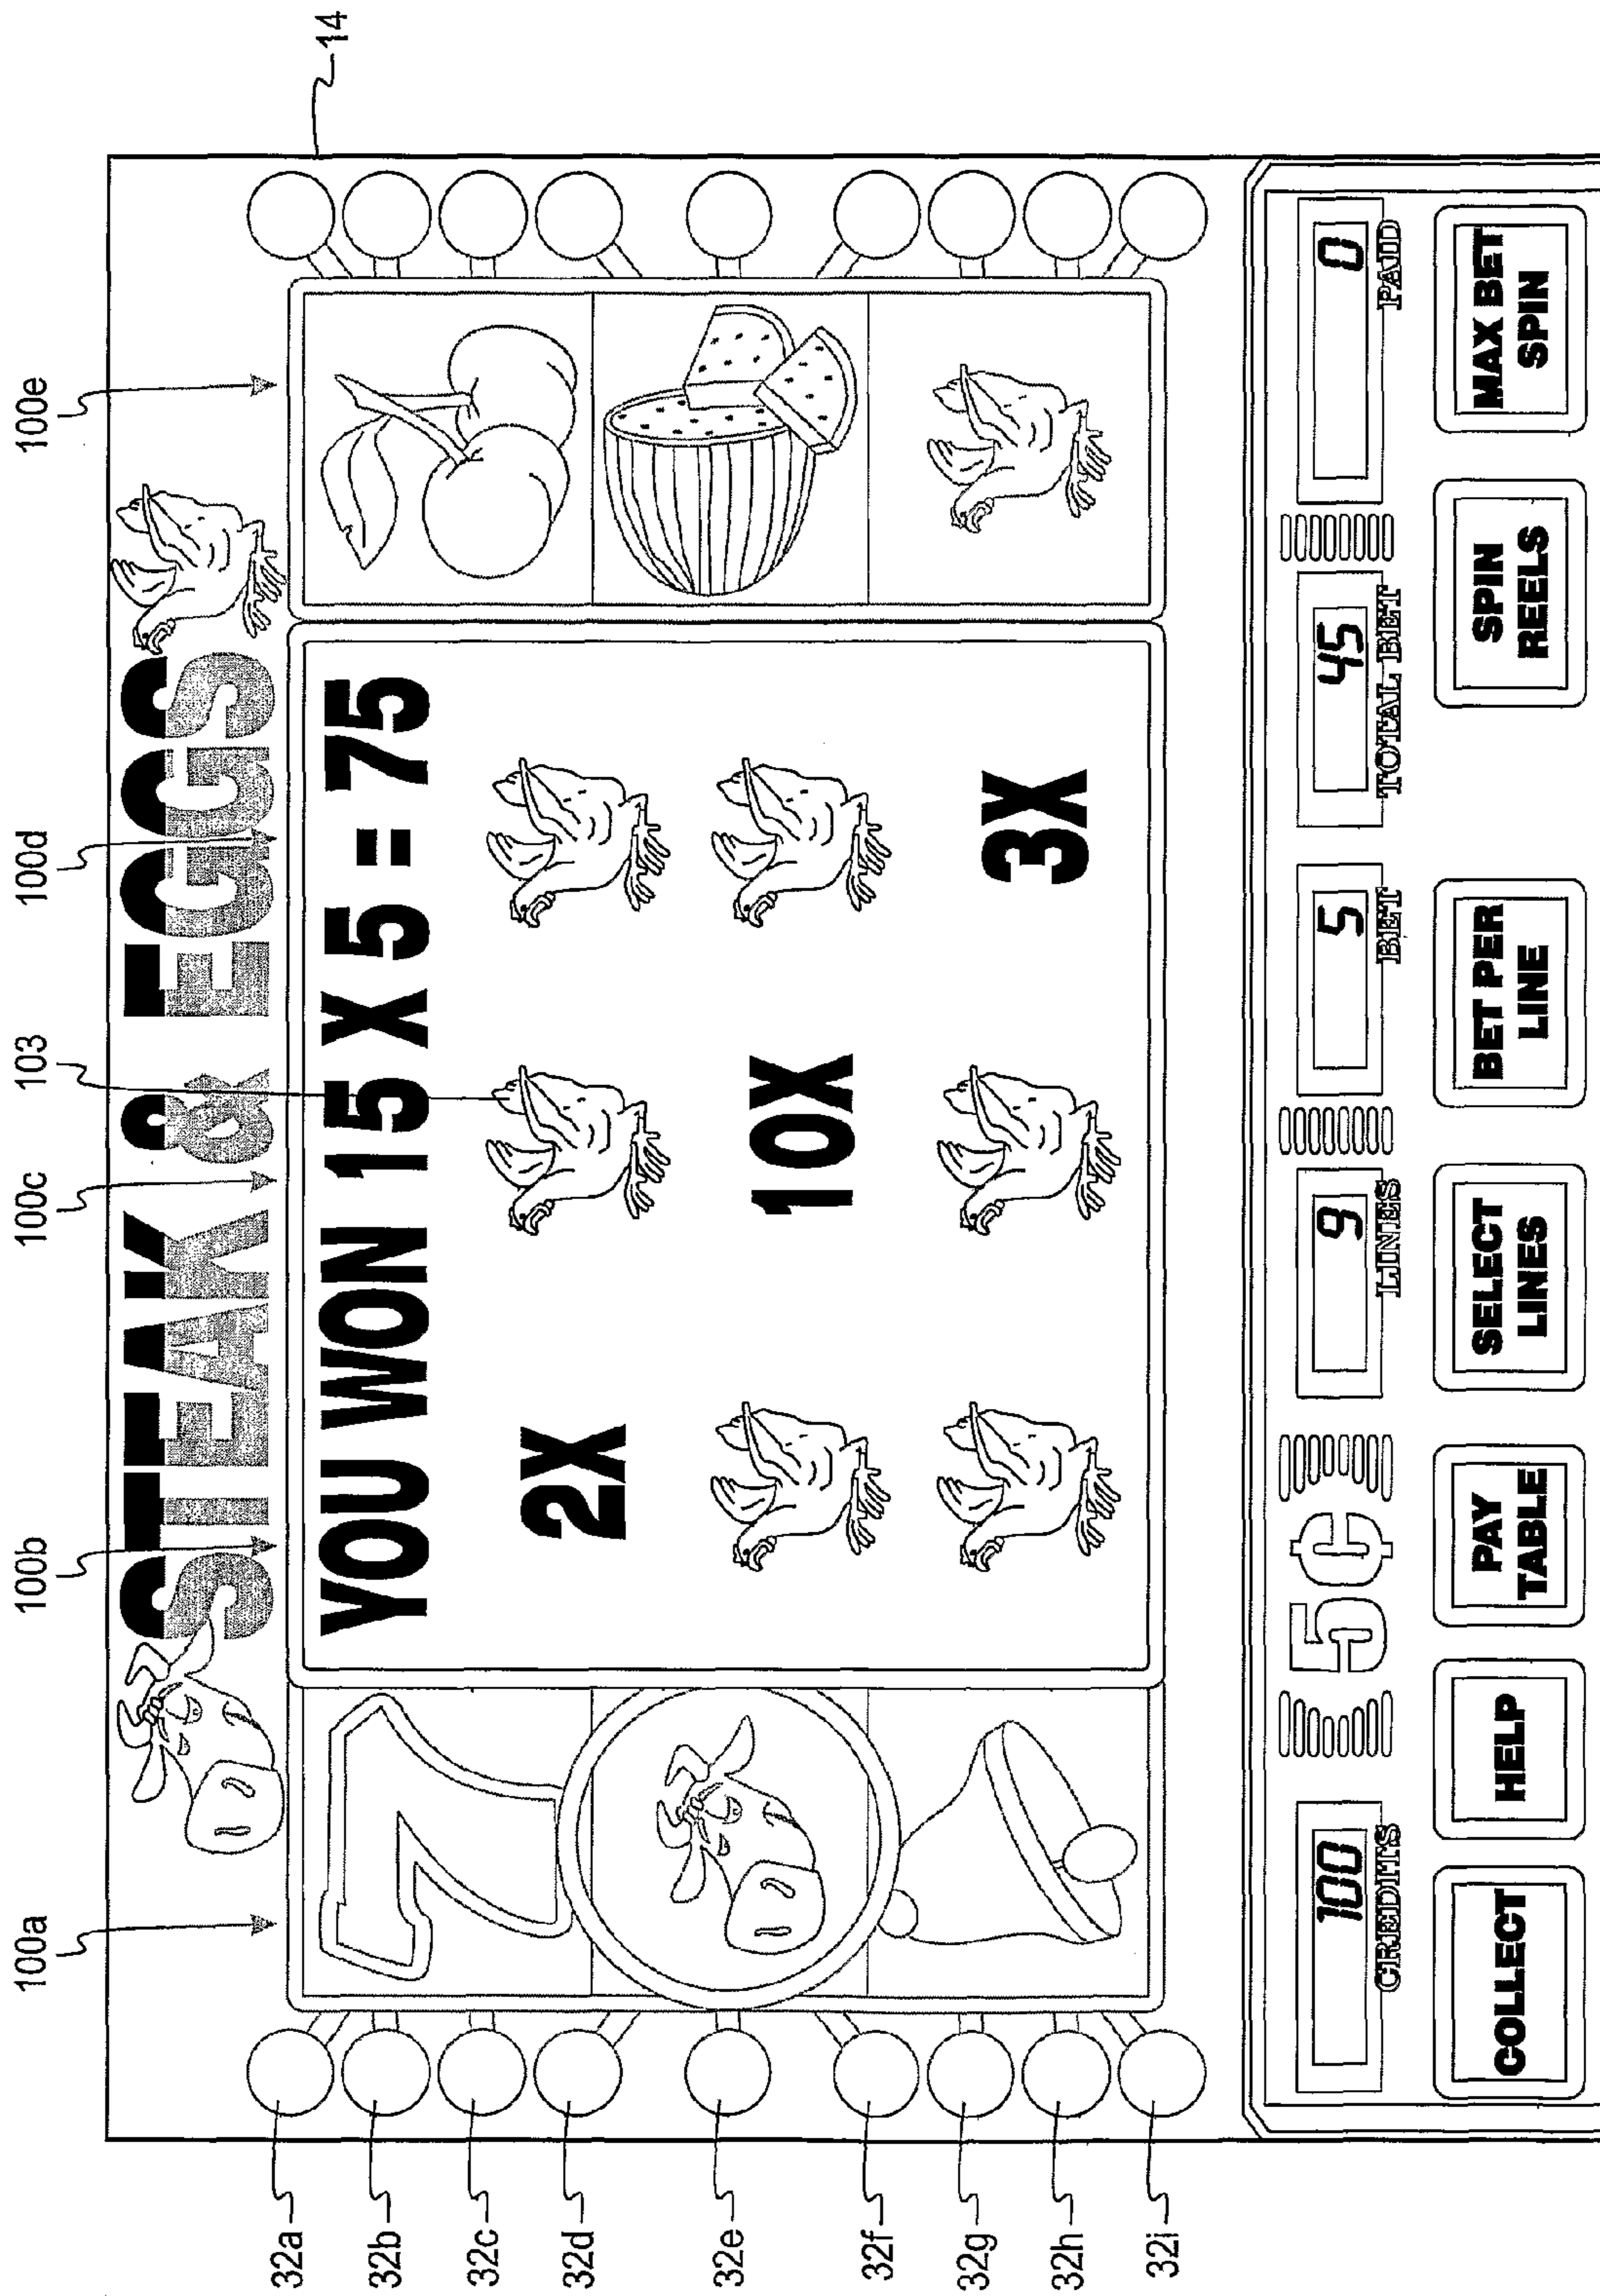 100a
100b
100c
103
100d
100e
14
STEAK & EGGS
YOU WON 15 X 5 = 75
2X
10X
3X
32a
32b
32c
32d
32e
32f
32g
32h
32i
100
9
5
45
0
CREDITS
5¢
LINES
BET
TOTAL BET
PAID
COLLECT
HELP
PAY
TABLE
SELECT
LINES
BET PER
LINE
SPIN
REELS
MAX BET
SPIN